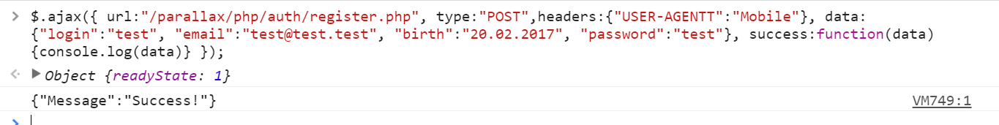 $.ajax({ url:"/parallax/php/auth/register.php", type:"POST",headers:{"USER-AGENTT":"Mobile"}, data:
{"login":"test", "email":"test@test.test", "birth":"20.02.2017", "password":"test"}, success:function(data)
{console.log(data)} });
Object {readyState: 1}
{"Message":"Success!"} VM749:1